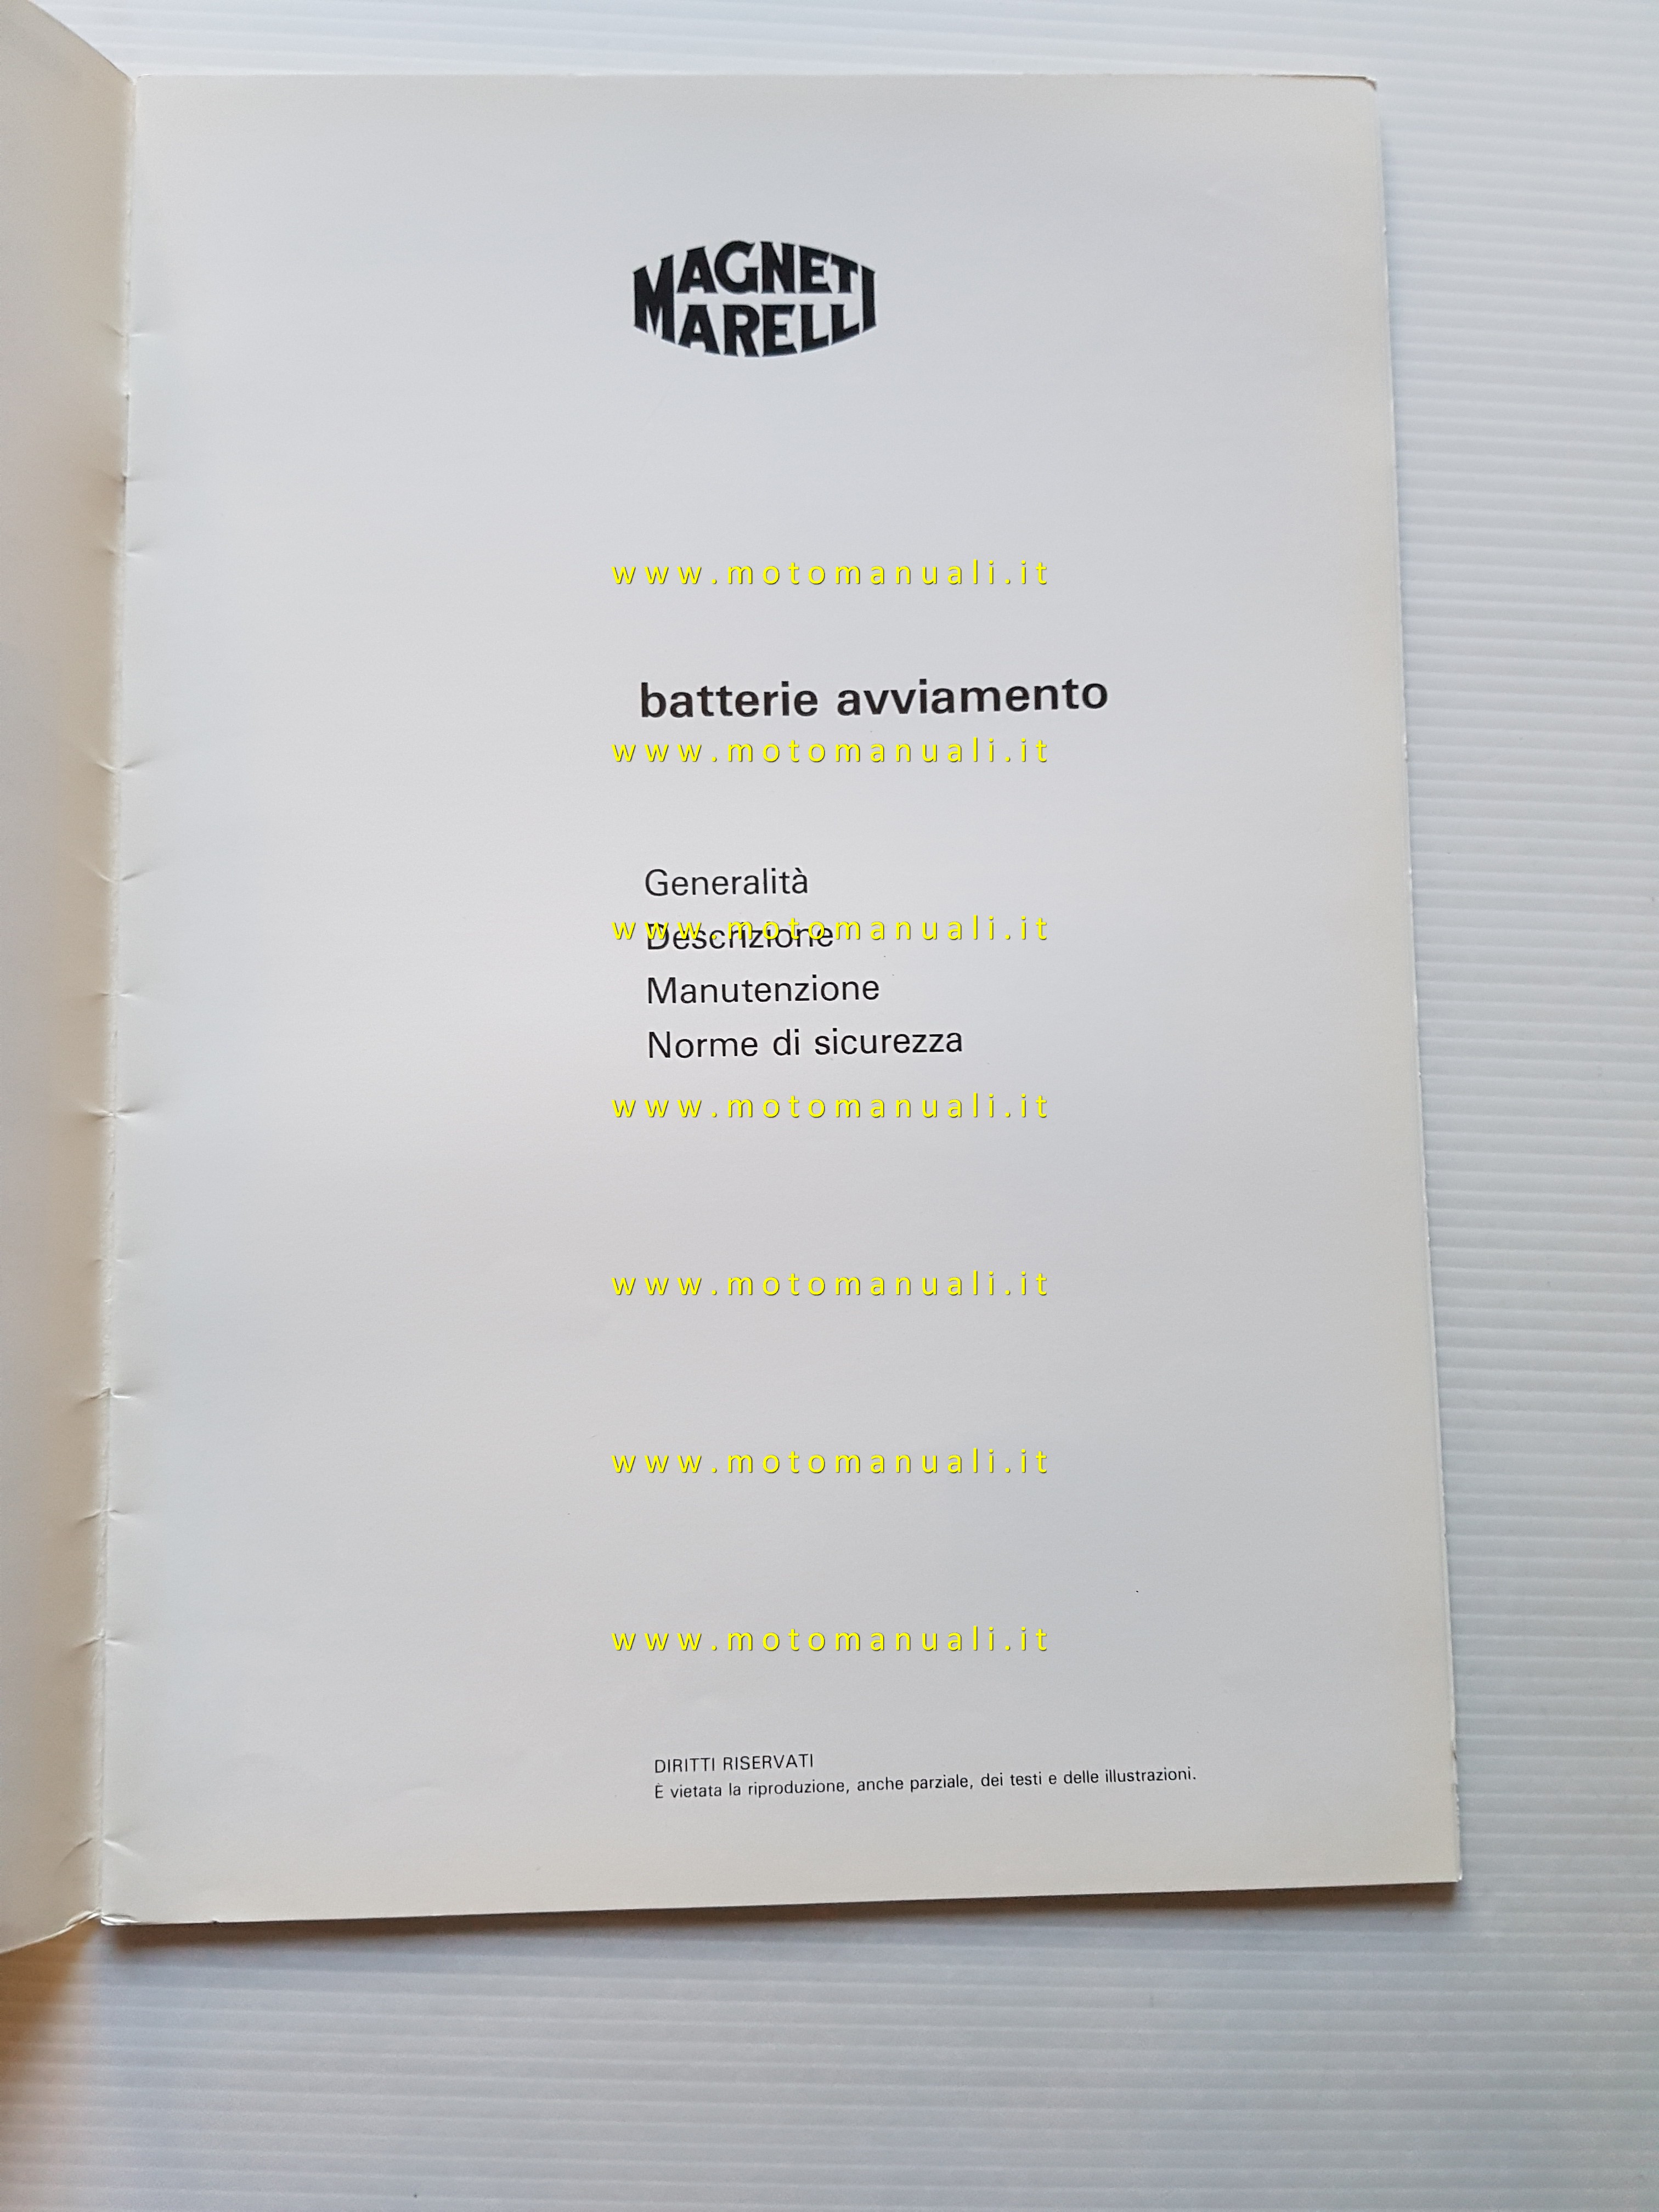 MAGNETI
MARELLI
www.motomanuali.it
batterie avviamento
www.motomanuali.it
Generalità
www.motomanuali.it
Descrizione
Manutenzione
Norme di sicurezza
www.motomanuali.it
www.motomanuali.it
www.motomanuali.it
www.motomanuali.it
DIRITTI RISERVATI
È vietata la riproduzione, anche parziale, dei testi e delle illustrazioni.